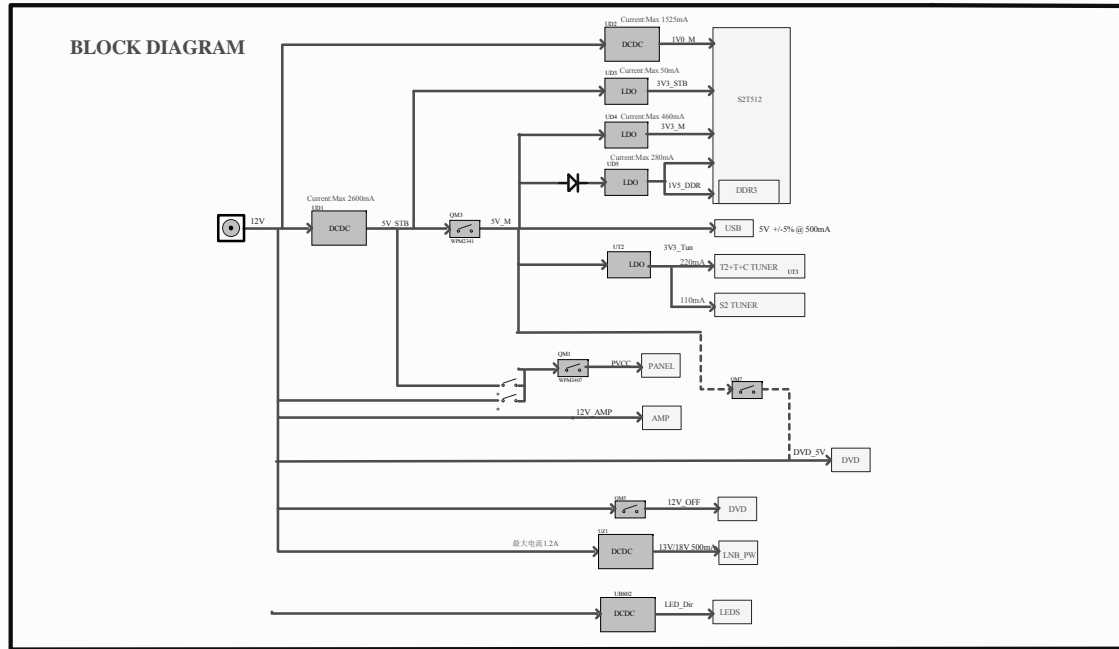 BLOCK DIAGRAM
UD2
Current:Max 1525mA
DCDC
1V0_M
UD3
Current:Max 50mA
LDO
3V3_STB
S2T512
UD4
Current:Max 460mA
LDO
3V3_M
Current:Max 280mA
UD5
LDO
1V5_DDR
DDR3
Current:Max 2600mA
UD1
12V
DCDC
5V_STB
QM3
WPM2341
5V_M
USB
5V +/-5% @ 500mA
UT2
LDO
3V3_Tun
220mA
T2+T+C TUNER
UT3
110mA
S2 TUNER
QM1
WPM3407
PVCC
PANEL
QM7
+
+
12V_AMP
AMP
DVD_5V
DVD
QM5
12V_OFF
DVD
最大电流1.2A
UZ1
DCDC
13V/18V 500mA
LNB_PW
UB802
DCDC
LED_Dir
LEDS